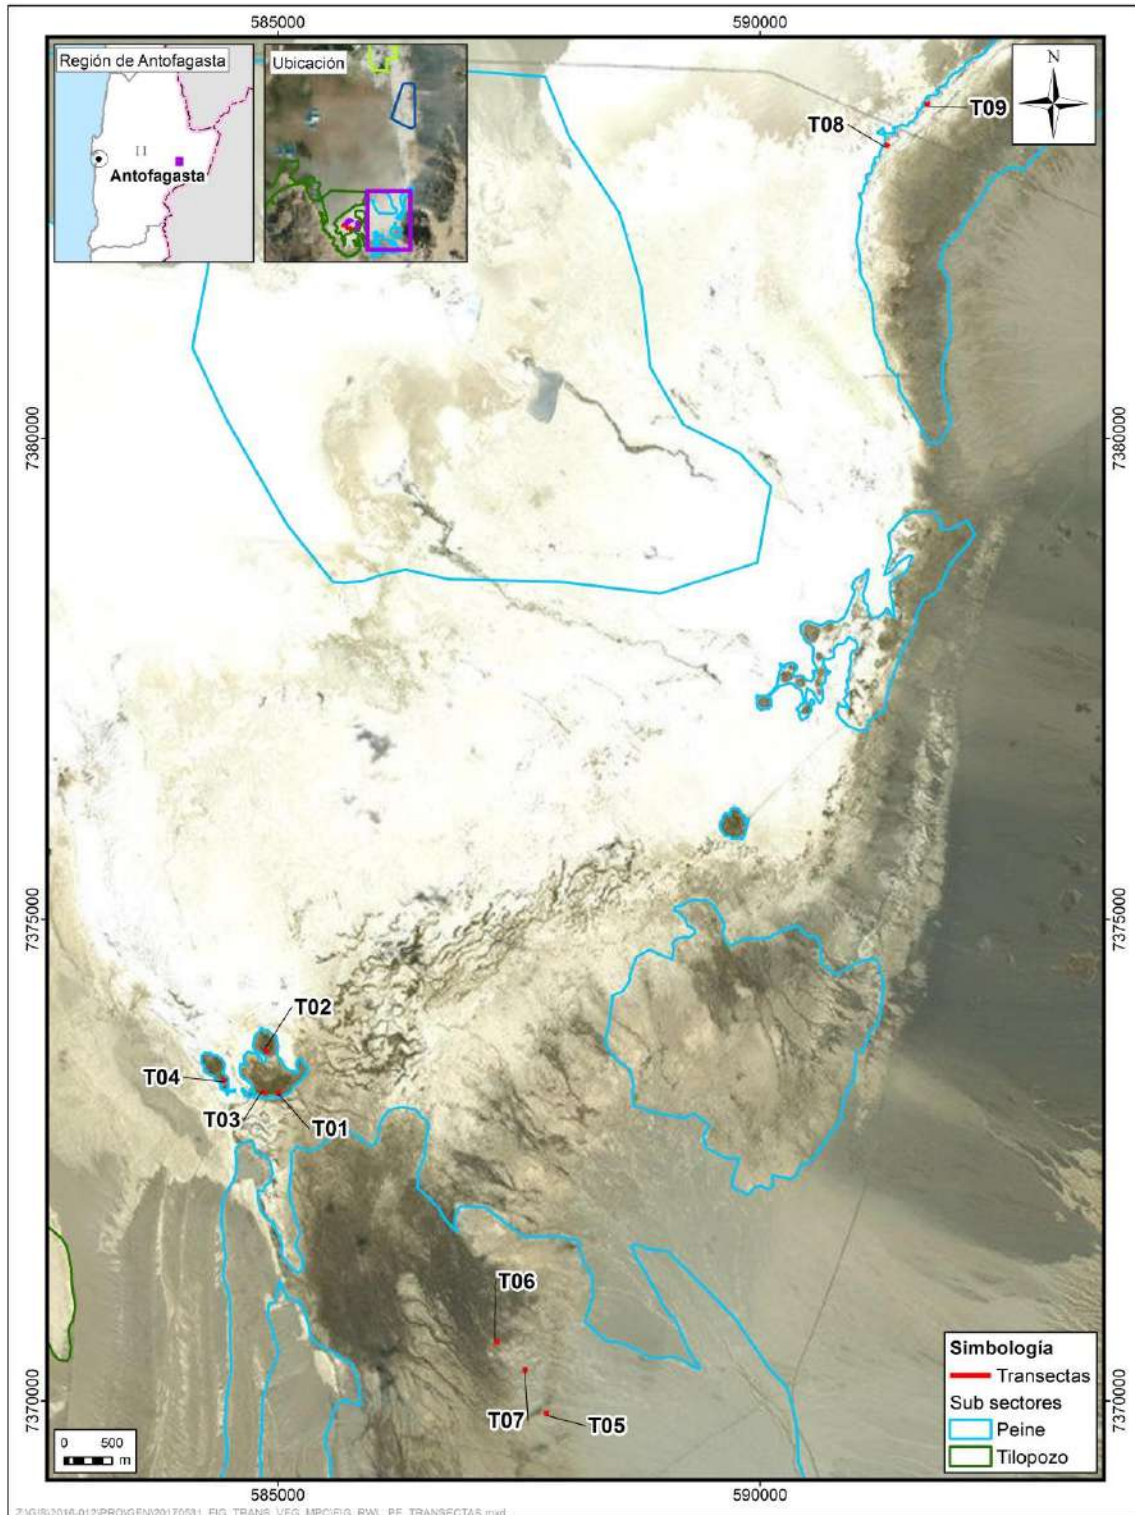 585000
590000
Región de Antofagasta
II
Antofagasta
Ubicación
N
T09
T08
7380000
7380000
7375000
7375000
T02
T04
T03
T01
T06
T07
T05
7370000
7370000
Simbología
Transectas
Sub sectores
Peine
Tilopozo
0 500
m
585000
590000